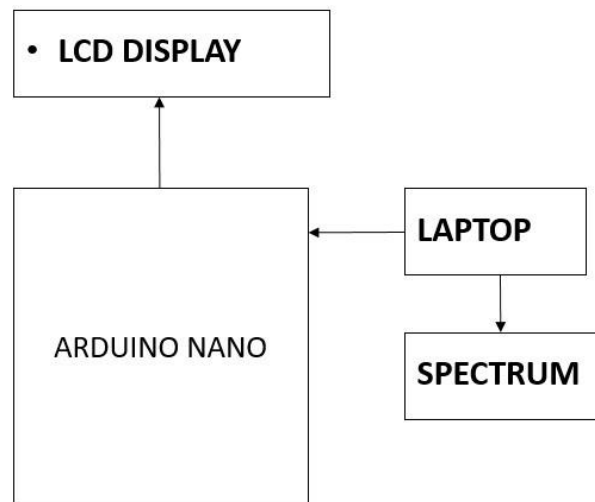 • LCD DISPLAY
LAPTOP
ARDUINO NANO
SPECTRUM